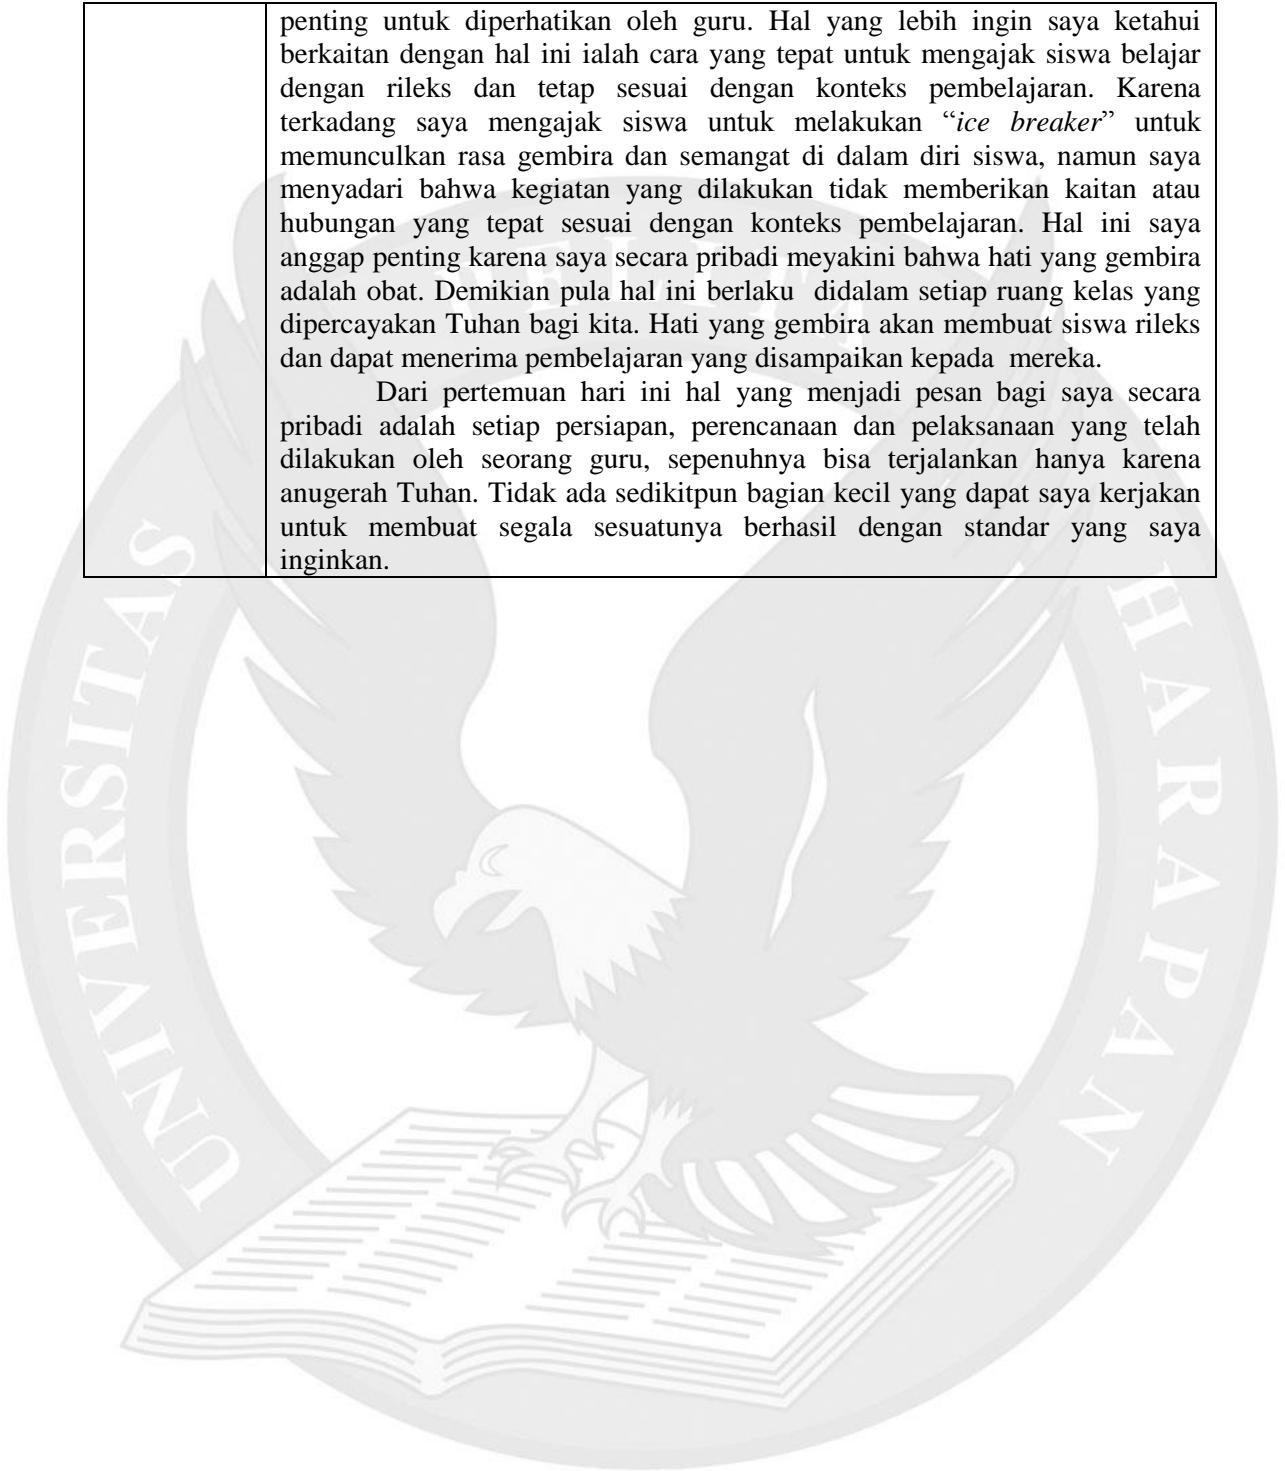 penting untuk diperhatikan oleh guru. Hal yang lebih ingin saya ketahui
berkaitan dengan hal ini ialah cara yang tepat untuk mengajak siswa belajar
dengan rileks dan tetap sesuai dengan konteks pembelajaran. Karena
terkadang saya mengajak siswa untuk melakukan “ice breaker” untuk
memunculkan rasa gembira dan semangat di dalam diri siswa, namun saya
menyadari bahwa kegiatan yang dilakukan tidak memberikan kaitan atau
hubungan yang tepat sesuai dengan konteks pembelajaran. Hal ini saya
anggap penting karena saya secara pribadi meyakini bahwa hati yang gembira
adalah obat. Demikian pula hal ini berlaku didalam setiap ruang kelas yang
dipercayakan Tuhan bagi kita. Hati yang gembira akan membuat siswa rileks
dan dapat menerima pembelajaran yang disampaikan kepada mereka.
Dari pertemuan hari ini hal yang menjadi pesan bagi saya secara
pribadi adalah setiap persiapan, perencanaan dan pelaksanaan yang telah
dilakukan oleh seorang guru, sepenuhnya bisa terjalankan hanya karena
anugerah Tuhan. Tidak ada sedikitpun bagian kecil yang dapat saya kerjakan
untuk membuat segala sesuatunya berhasil dengan standar yang saya
inginkan.
UNIVERSITAS PELITA HARAPAN